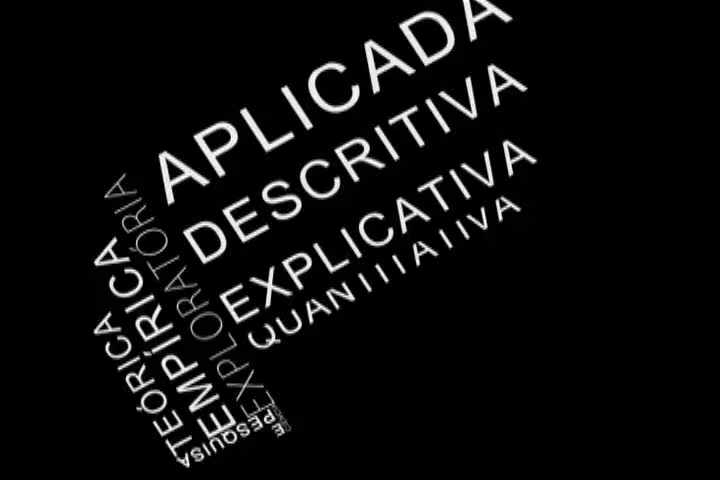 APLICADA
DESCRITIVA
EXPLICATIVA
QUANTITATIVA
EXPLORATÓRIA
EMPÍRICA
TEÓRICA
PESQUISA